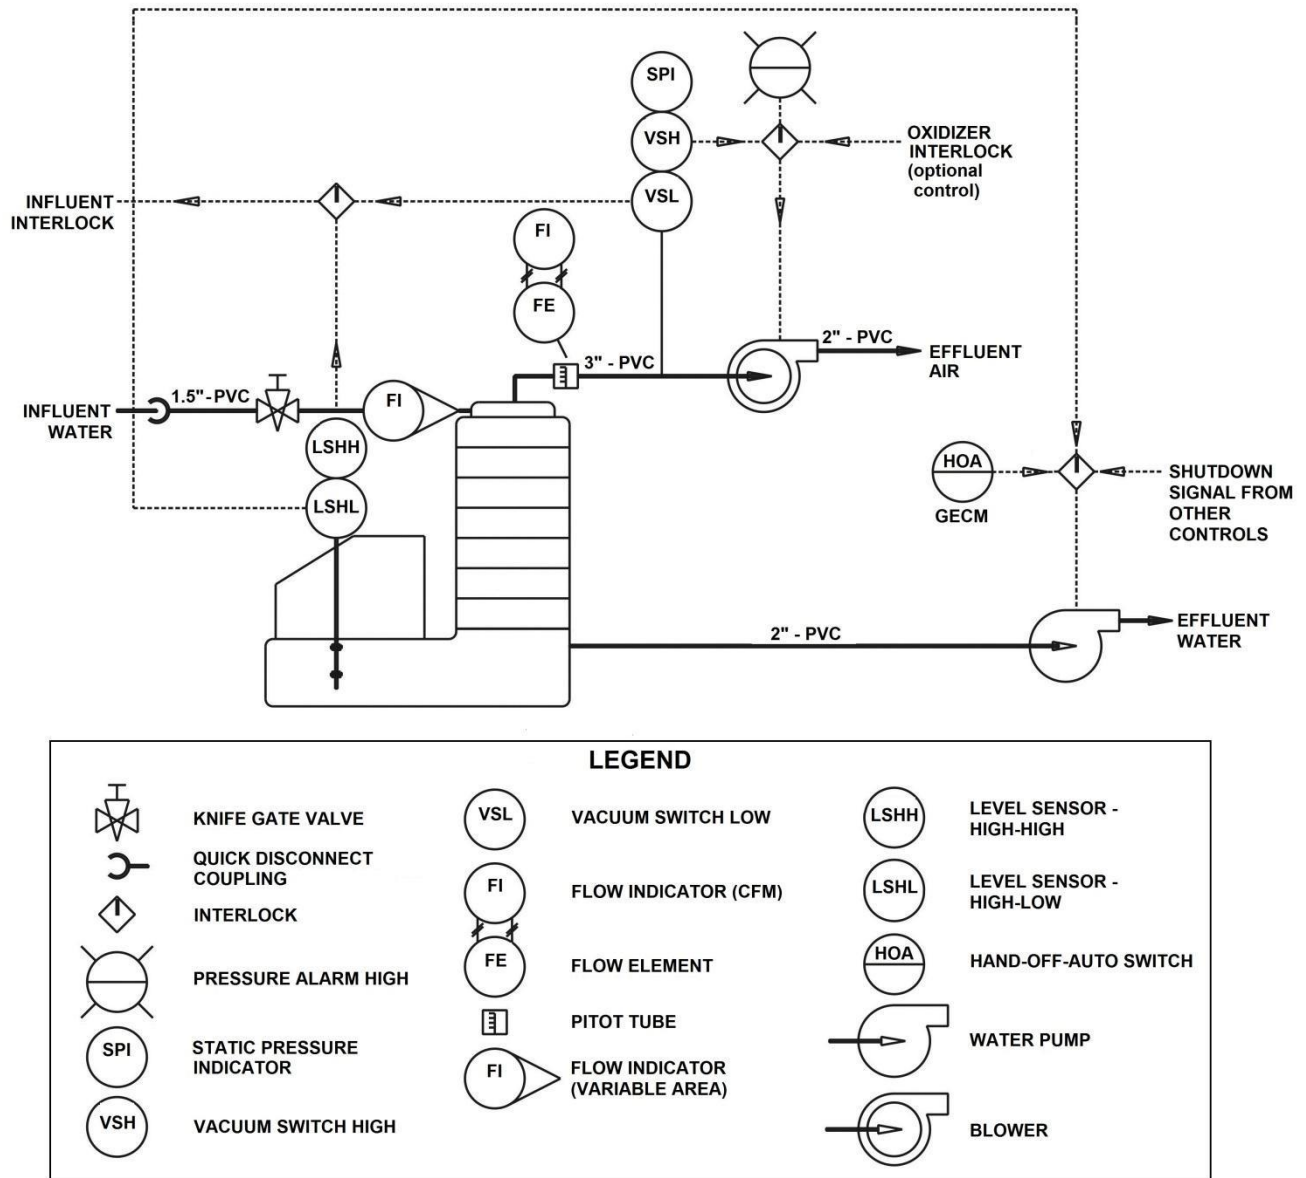 SPI
VSH
VSL
OXIDIZER
INTERLOCK
(optional
control)
INFLUENT
INTERLOCK
FI
FE
2" - PVC
EFFLUENT
AIR
3" - PVC
1.5"-PVC
INFLUENT
WATER
FI
LSHH
LSHL
HOA
GECM
SHUTDOWN
SIGNAL FROM
OTHER
CONTROLS
2" - PVC
EFFLUENT
WATER
LEGEND
KNIFE GATE VALVE
QUICK DISCONNECT
COUPLING
INTERLOCK
PRESSURE ALARM HIGH
SPI
STATIC PRESSURE
INDICATOR
VSH
VACUUM SWITCH HIGH
VSL
VACUUM SWITCH LOW
FI
FLOW INDICATOR (CFM)
FE
FLOW ELEMENT
PITOT TUBE
FI
FLOW INDICATOR
(VARIABLE AREA)
LSHH
LEVEL SENSOR -
HIGH-HIGH
LSHL
LEVEL SENSOR -
HIGH-LOW
HOA
HAND-OFF-AUTO SWITCH
WATER PUMP
BLOWER